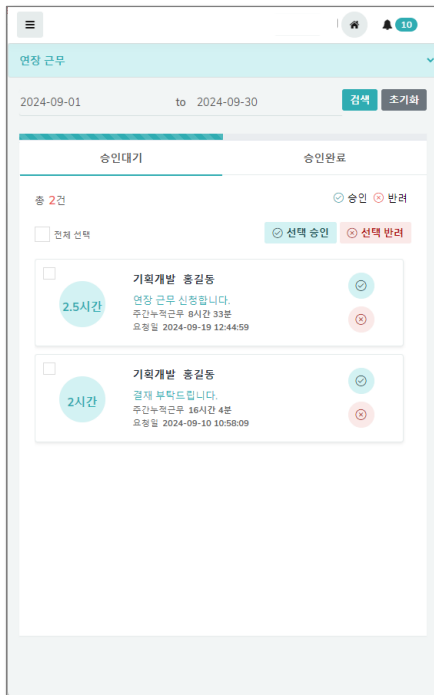 10
연장 근무
2024-09-01 to 2024-09-30 검색 초기화
승인대기 승인완료
총 2건 승인 반려
전체 선택 선택 승인 선택 반려
기획개발 홍길동
2.5시간
연장 근무 신청합니다.
주간누적근무 8시간 33분
요청일 2024-09-19 12:44:59
기획개발 홍길동
2시간
결재 부탁드립니다.
주간누적근무 16시간 4분
요청일 2024-09-10 10:58:09